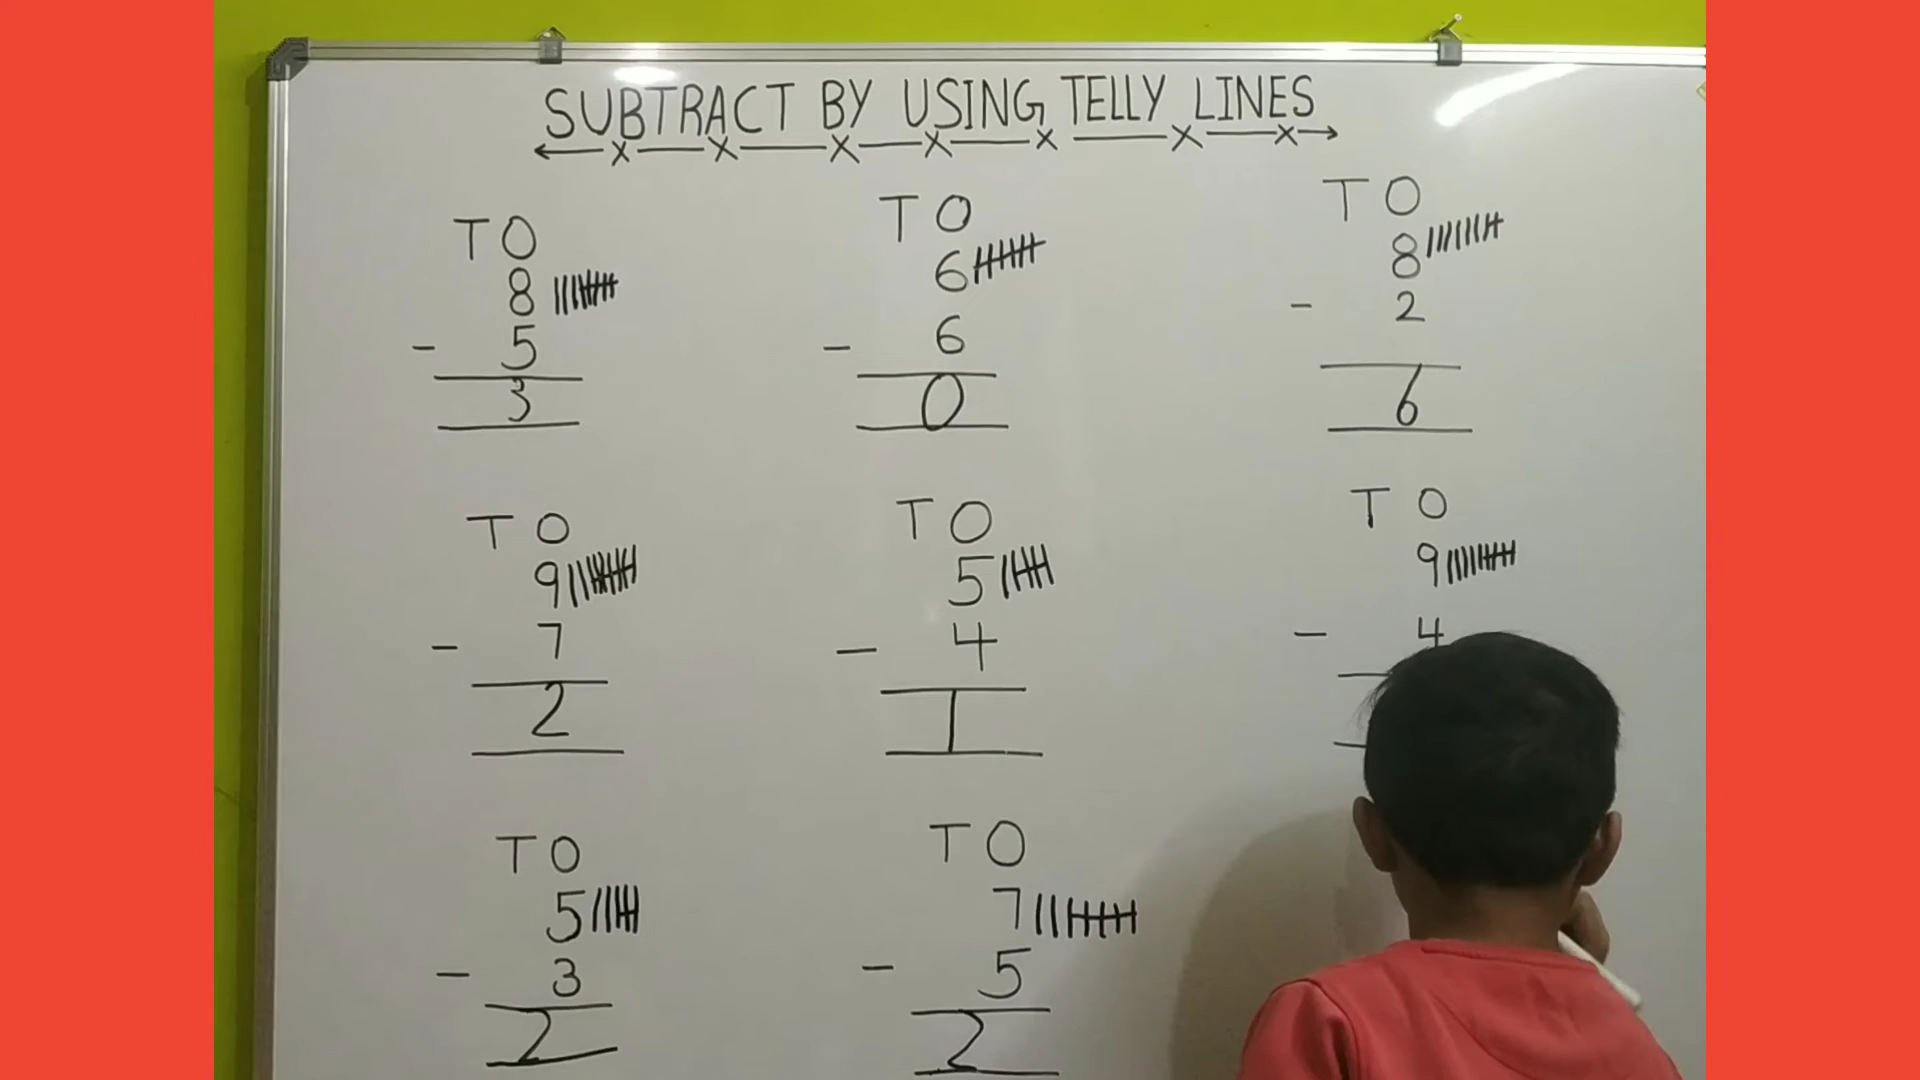 SUBTRACT BY USING TELLY LINES
T O
8
- 5
3
T O
6
- 6
0
T O
8
- 2
6
T O
9
- 7
2
T O
5
- 4
1
T O
9
- 4
T O
5
- 3
2
T O
7
- 5
2